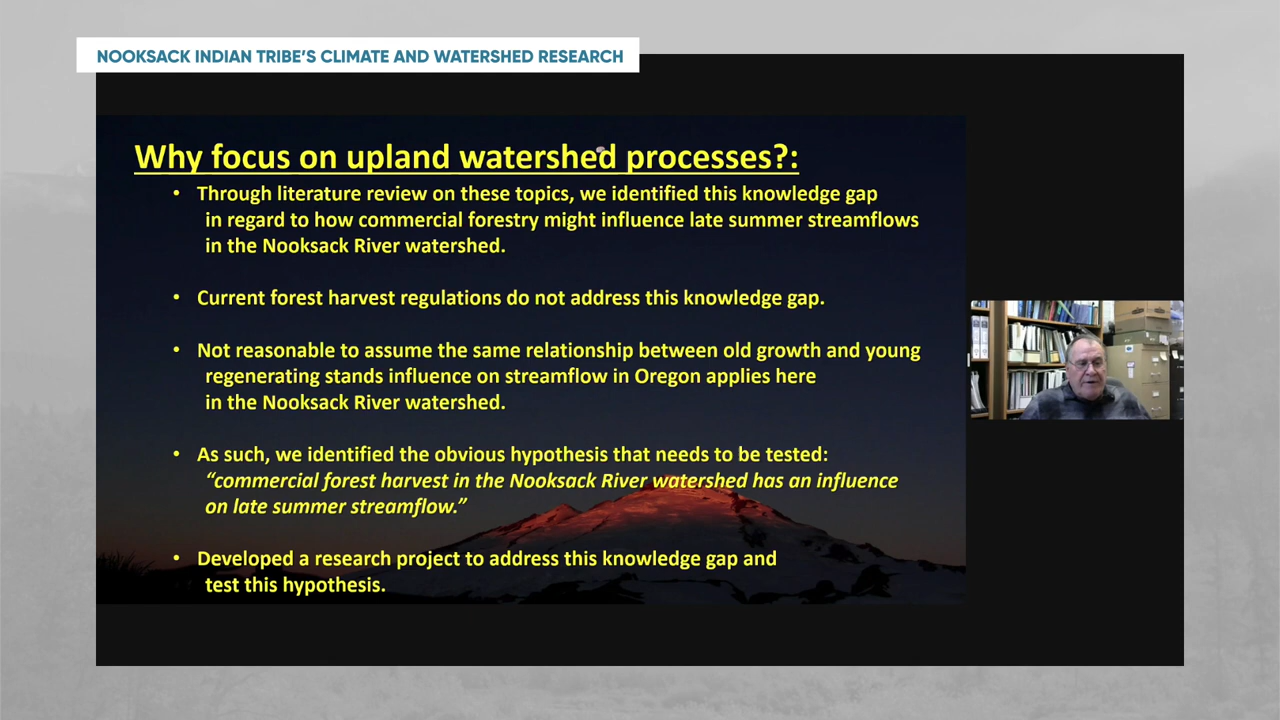 NOOKSACK INDIAN TRIBE'S CLIMATE AND WATERSHED RESEARCH
Why focus on upland watershed processes?:
• Through literature review on these topics, we identified this knowledge gap
in regard to how commercial forestry might influence late summer streamflows
in the Nooksack River watershed.
• Current forest harvest regulations do not address this knowledge gap.
• Not reasonable to assume the same relationship between old growth and young
regenerating stands influence on streamflow in Oregon applies here
in the Nooksack River watershed.
• As such, we identified the obvious hypothesis that needs to be tested:
“commercial forest harvest in the Nooksack River watershed has an influence
on late summer streamflow.”
• Developed a research project to address this knowledge gap and
test this hypothesis.